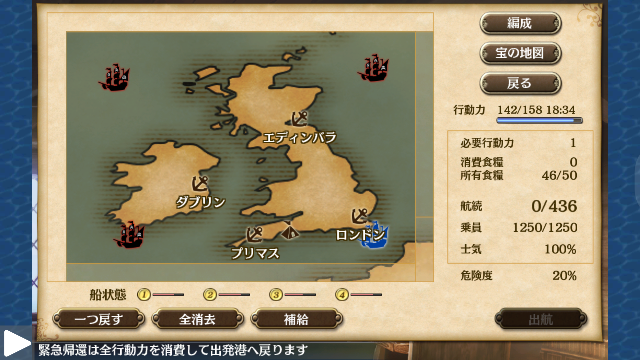 編成
宝の地図
戻る
行動力 142/158 18:34
必要行動力 1
消費食糧 0
所有食糧 46/50
航続 0/436
乗員 1250/1250
士気 100%
危険度 20%
エディンバラ
ダブリン
ロンドン
プリマス
船状態 1 2 3 4
一つ戻す 全消去 補給 出航
緊急帰還は全行動力を消費して出発港へ戻ります